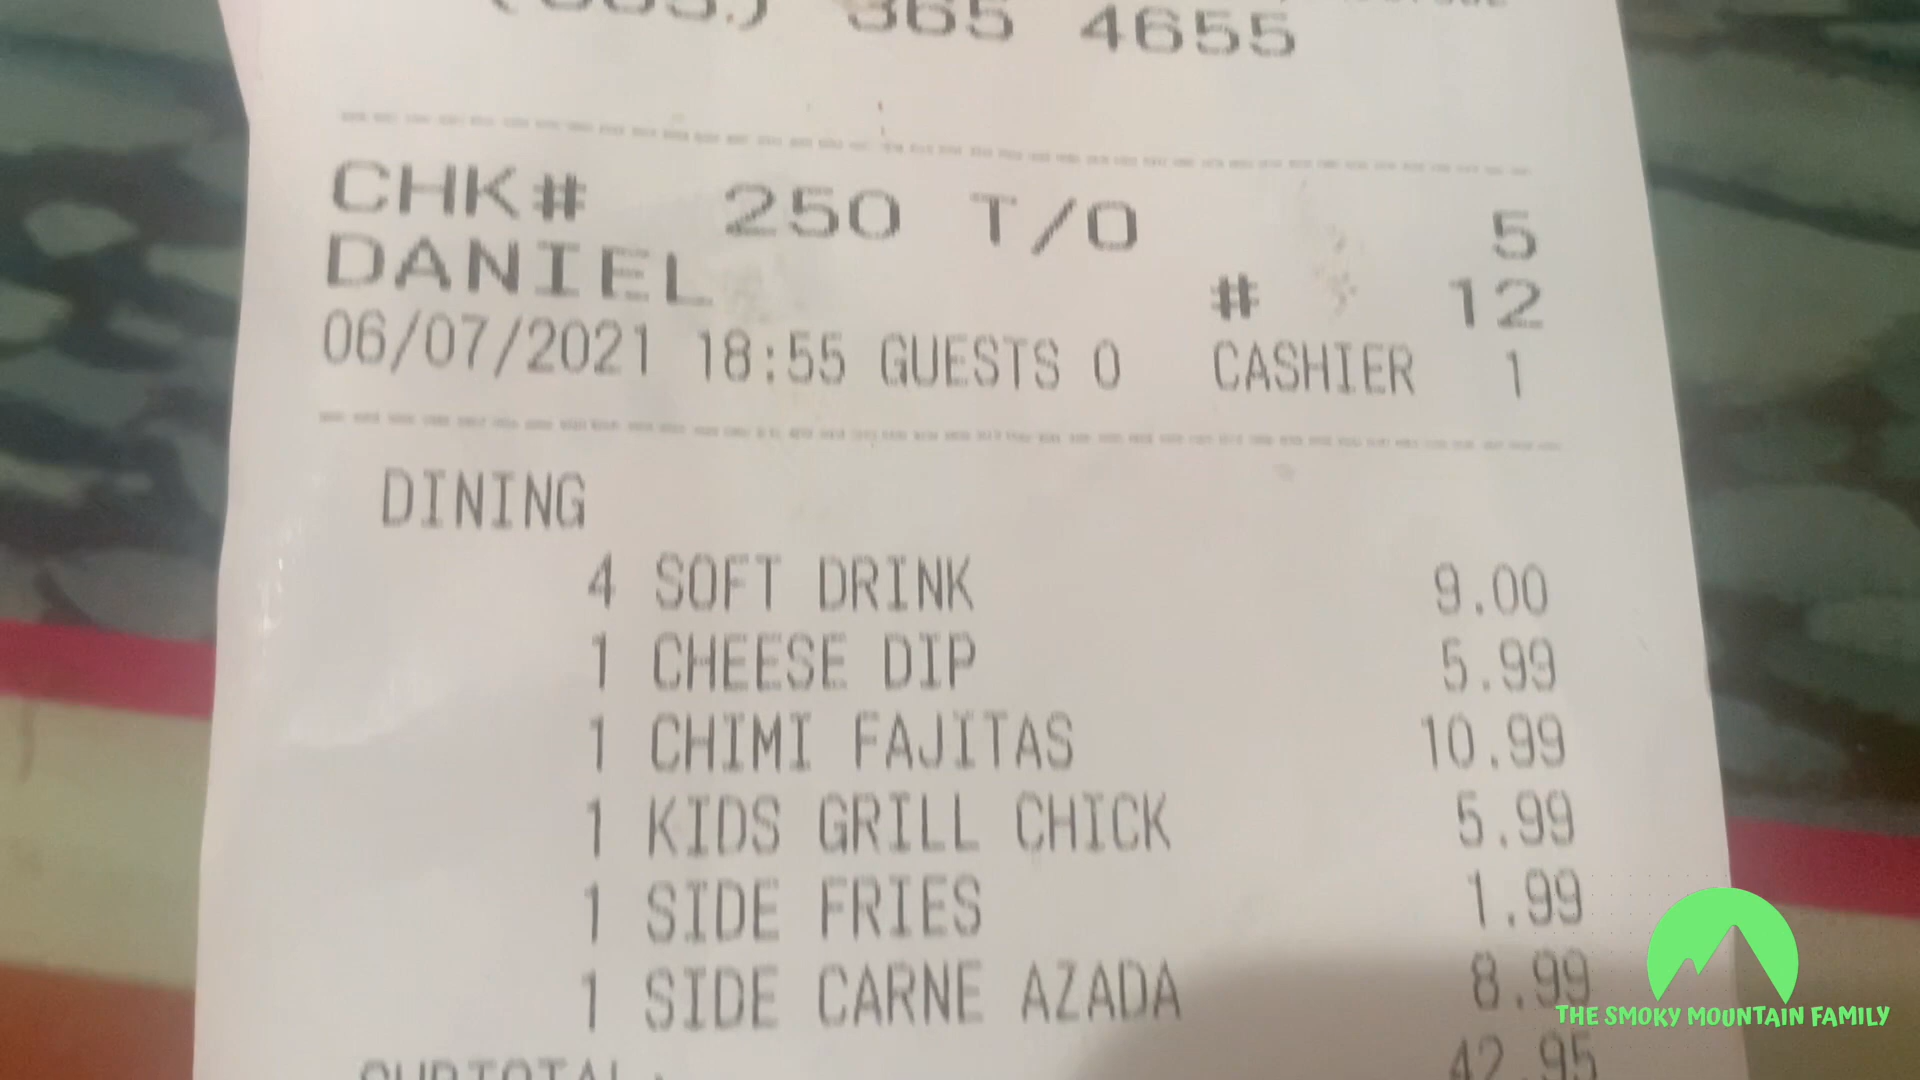 365 4655
CHK# 250 T/O 5
DANIEL # 12
06/07/2021 18:55 GUESTS 0 CASHIER 1
DINING
4 SOFT DRINK 9.00
1 CHEESE DIP 5.99
1 CHIMI FAJITAS 10.99
1 KIDS GRILL CHICK 5.99
1 SIDE FRIES 1.99
1 SIDE CARNE AZADA 8.99
SUBTOTAL: 42.95
THE SMOKY MOUNTAIN FAMILY